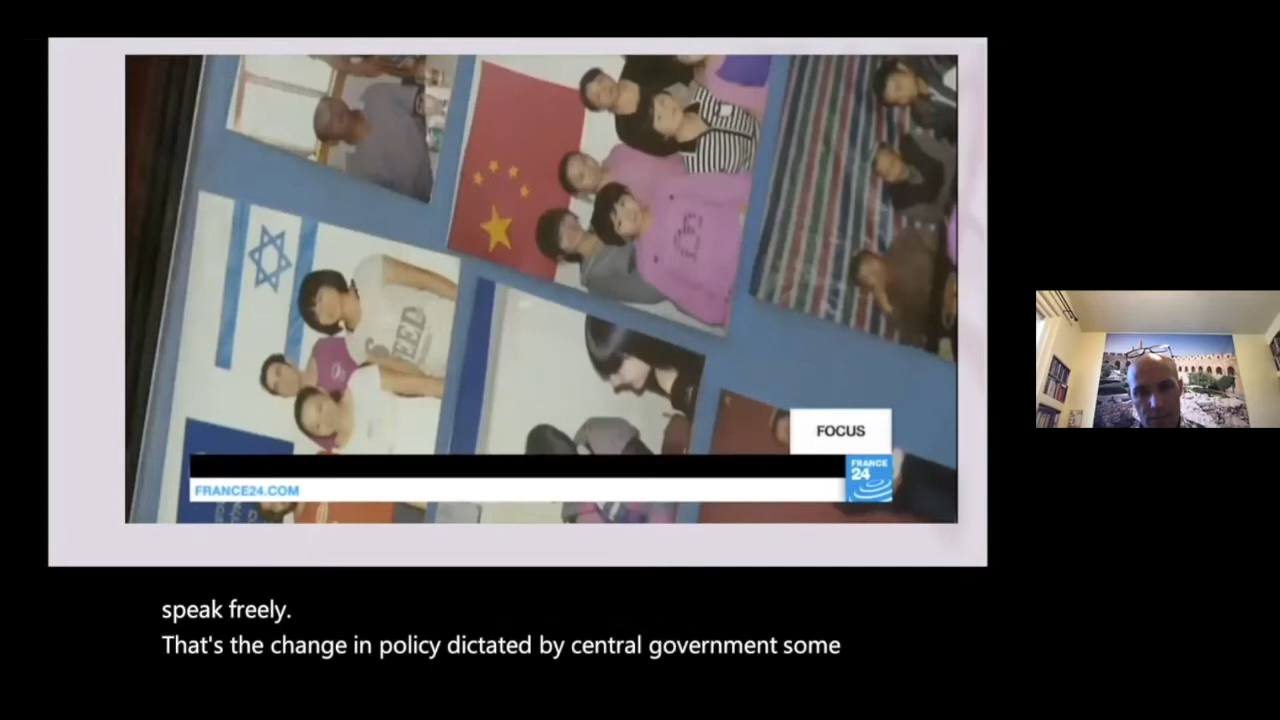 FOCUS
FRANCE
24
FRANCE24.COM
speak freely.
That's the change in policy dictated by central government some